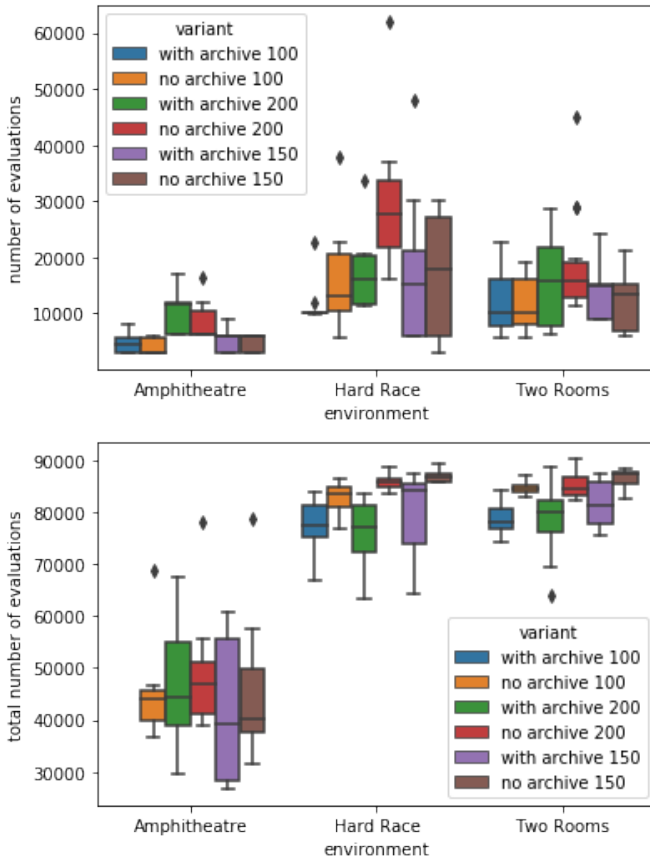 60000
50000
40000
30000
20000
10000
number of evaluations
variant
with archive 100
no archive 100
with archive 200
no archive 200
with archive 150
no archive 150
Amphitheatre
Hard Race
Two Rooms
environment
90000
80000
70000
60000
50000
40000
30000
total number of evaluations
variant
with archive 100
no archive 100
with archive 200
no archive 200
with archive 150
no archive 150
Amphitheatre
Hard Race
Two Rooms
environment